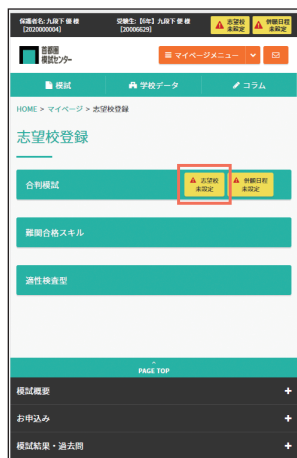 保護者名: 九段下 優 様
[2020000004]
受験生: 【6年】 九段下 便 様
[20006629]
志望校
未設定
併願日程
未設定
首都圏
模試センター
マイページメニュー
模試
学校データ
コラム
HOME > マイページ > 志望校登録
志望校登録
合判模試
志望校
未設定
併願日程
未設定
難関合格スキル
適性検査型
PAGE TOP
模試概要 +
お申込み +
模試結果・過去問 +